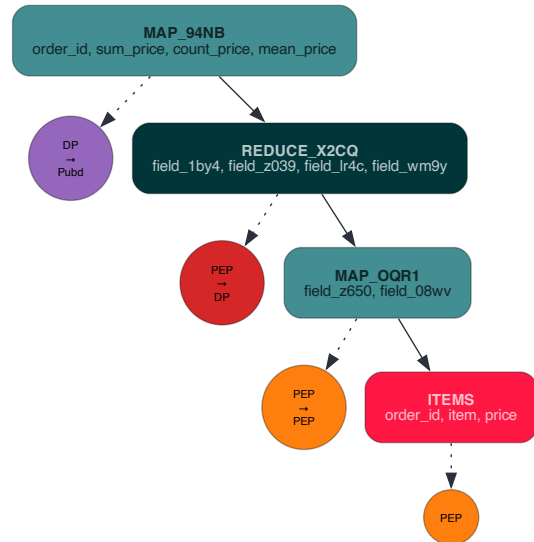 MAP_94NB
order_id, sum_price, count_price, mean_price
DP
→
Pubd
REDUCE_X2CQ
field_1by4, field_z039, field_lr4c, field_wm9y
PEP
→
DP
MAP_OQR1
field_z650, field_08wv
PEP
→
PEP
ITEMS
order_id, item, price
PEP